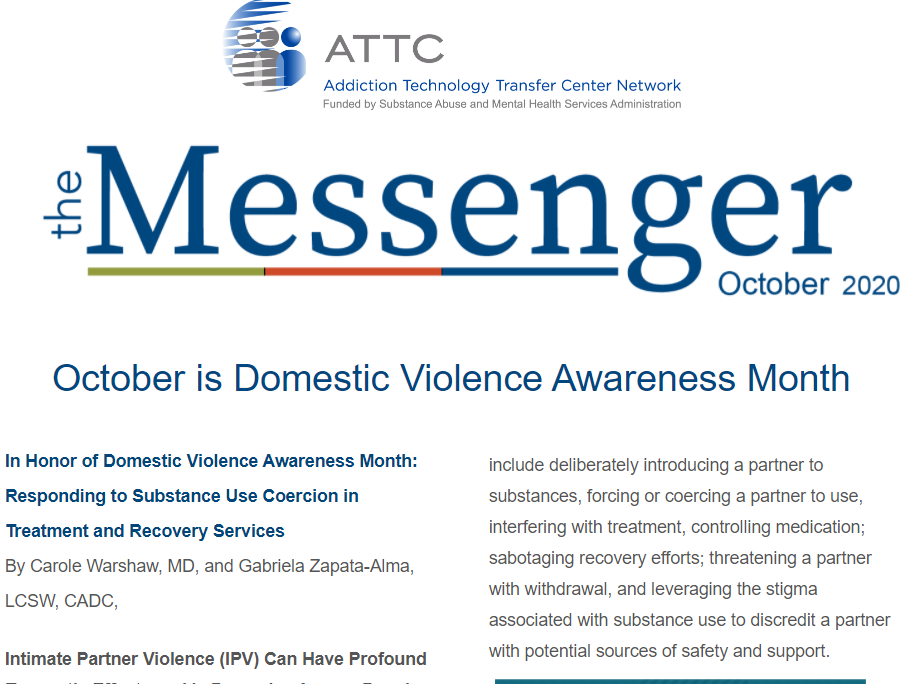 ATTC
Addiction Technology Transfer Center Network
Funded by Substance Abuse and Mental Health Services Administration
the Messenger
October 2020
October is Domestic Violence Awareness Month
In Honor of Domestic Violence Awareness Month:
Responding to Substance Use Coercion in
Treatment and Recovery Services
By Carole Warshaw, MD, and Gabriela Zapata-Alma,
LCSW, CADC,
Intimate Partner Violence (IPV) Can Have Profound
include deliberately introducing a partner to
substances, forcing or coercing a partner to use,
interfering with treatment, controlling medication;
sabotaging recovery efforts; threatening a partner
with withdrawal, and leveraging the stigma
associated with substance use to discredit a partner
with potential sources of safety and support.